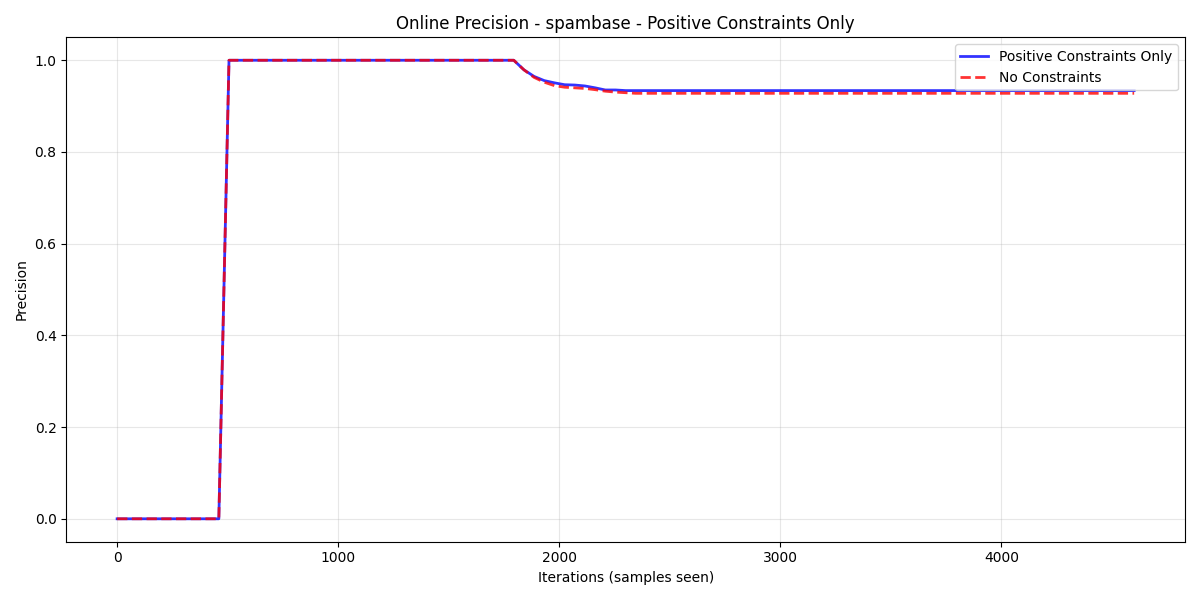 Online Precision - spambase - Positive Constraints Only
Positive Constraints Only
No Constraints
Precision
1.0
0.8
0.6
0.4
0.2
0.0
0 1000 2000 3000 4000
Iterations (samples seen)